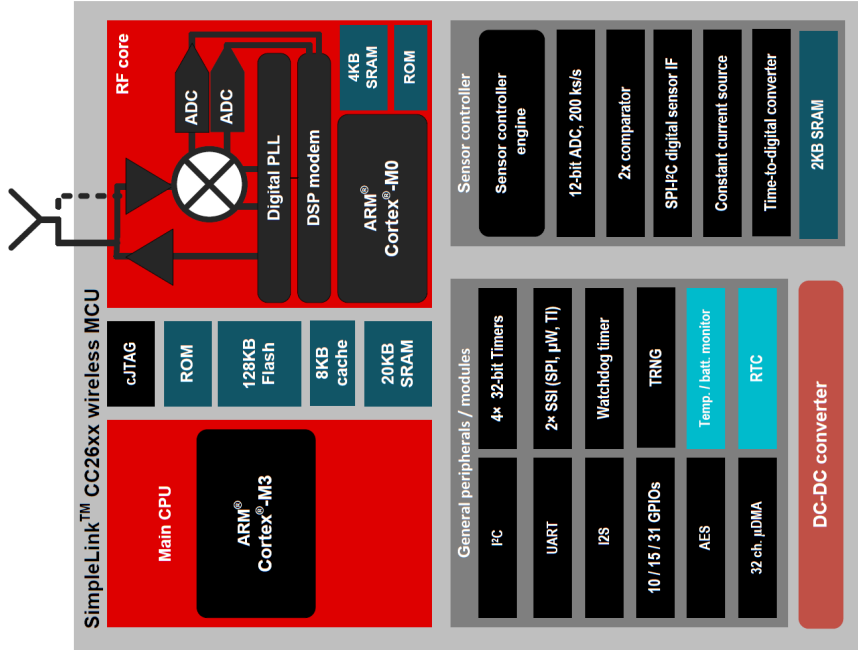 SimpleLink™ CC26xx wireless MCU
Main CPU
ARM®
Cortex®-M3
cJTAG
ROM
128KB
Flash
8KB
cache
20KB
SRAM
RF core
ADC
ADC
Digital PLL
DSP modem
ARM®
Cortex®-M0
4KB
SRAM
ROM
General peripherals / modules
I²C
4× 32-bit Timers
UART
2× SSI (SPI, µW, TI)
I2S
Watchdog timer
10 / 15 / 31 GPIOs
TRNG
AES
Temp. / batt. monitor
32 ch. µDMA
RTC
DC-DC converter
Sensor controller
Sensor controller
engine
12-bit ADC, 200 ks/s
2x comparator
SPI-I²C digital sensor IF
Constant current source
Time-to-digital converter
2KB SRAM